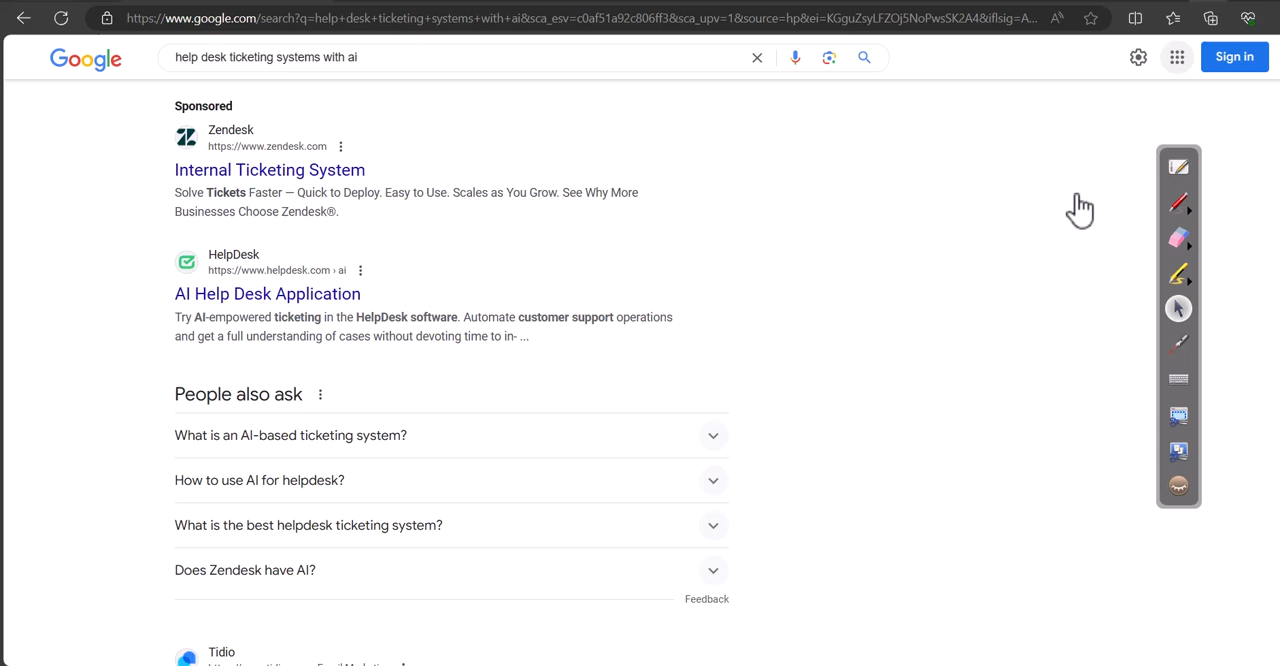 https://www.google.com/search?q=help+desk+ticketing+systems+with+ai&sca_esv=c0af51a92c806ff3&sca_upv=1&source=hp&ei=KGguZsyLFZOj5NoPwsSK2A4&iflsig=A...
Google
help desk ticketing systems with ai
Sign in
Sponsored
Zendesk
https://www.zendesk.com
Internal Ticketing System
Solve Tickets Faster — Quick to Deploy. Easy to Use. Scales as You Grow. See Why More
Businesses Choose Zendesk®.
HelpDesk
https://www.helpdesk.com › ai
AI Help Desk Application
Try AI-empowered ticketing in the HelpDesk software. Automate customer support operations
and get a full understanding of cases without devoting time to in- ...
People also ask
What is an AI-based ticketing system?
How to use AI for helpdesk?
What is the best helpdesk ticketing system?
Does Zendesk have AI?
Feedback
Tidio